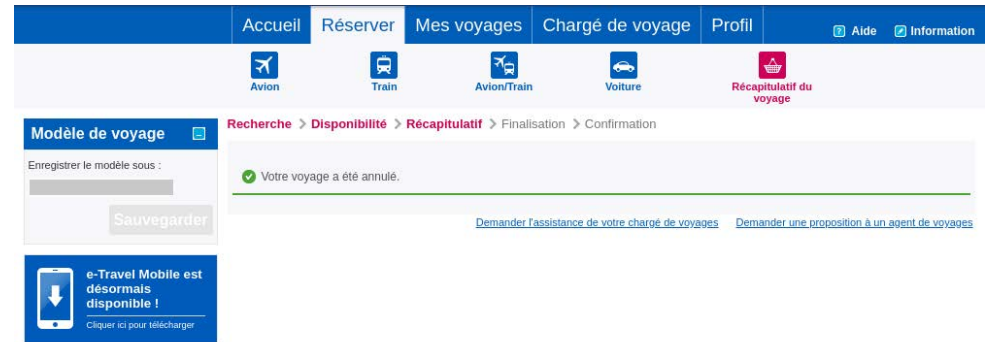 Accueil Réserver Mes voyages Chargé de voyage Profil Aide Information
Avion Train Avion/Train Voiture Récapitulatif du
voyage
Recherche > Disponibilité > Récapitulatif > Finalisation > Confirmation
Modèle de voyage
Enregistrer le modèle sous :
Sauvegarder
Votre voyage a été annulé.
Demander l'assistance de votre chargé de voyages Demander une proposition à un agent de voyages
e-Travel Mobile est
désormais
disponible !
Cliquer ici pour télécharger